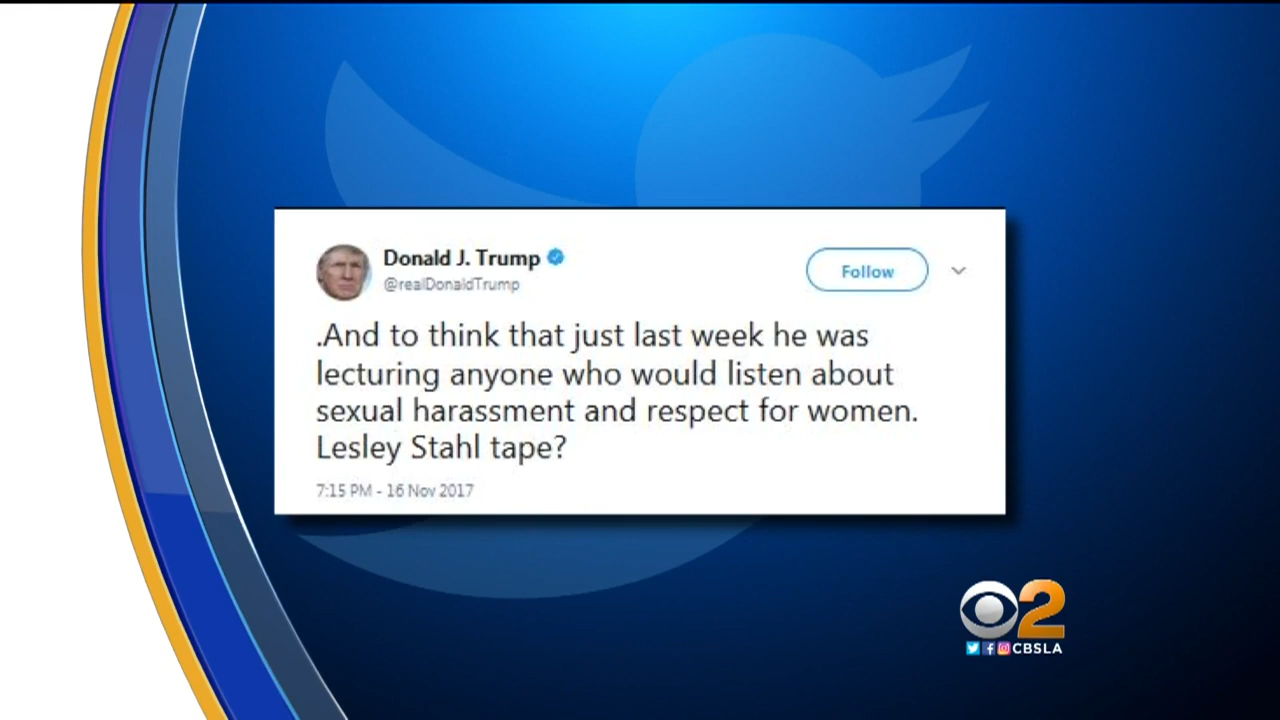 Donald J. Trump
@realDonaldTrump
Follow
.And to think that just last week he was
lecturing anyone who would listen about
sexual harassment and respect for women.
Lesley Stahl tape?
7:15 PM - 16 Nov 2017
2
CBSLA